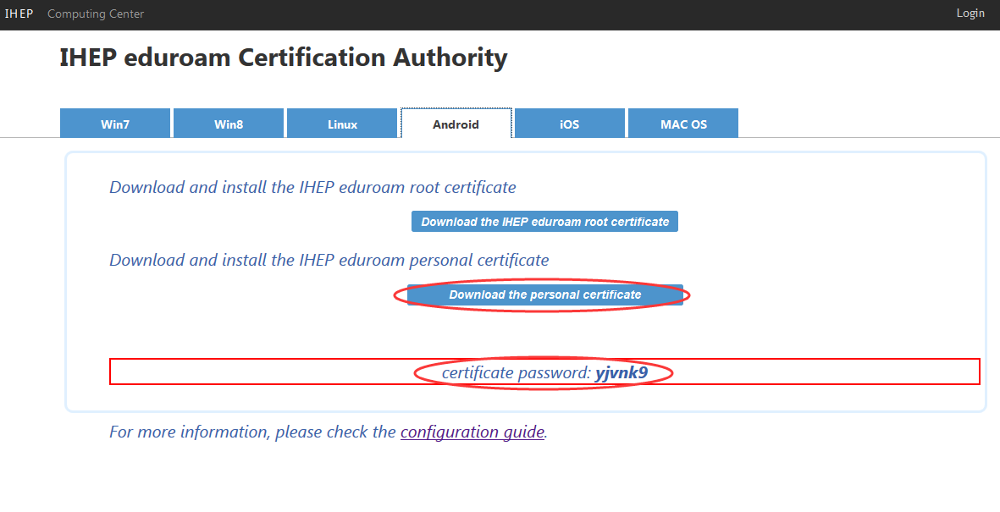 IHEP Computing Center Login
IHEP eduroam Certification Authority
Win7 Win8 Linux Android iOS MAC OS
Download and install the IHEP eduroam root certificate
Download the IHEP eduroam root certificate
Download and install the IHEP eduroam personal certificate
Download the personal certificate
certificate password: yjvnk9
For more information, please check the configuration guide.